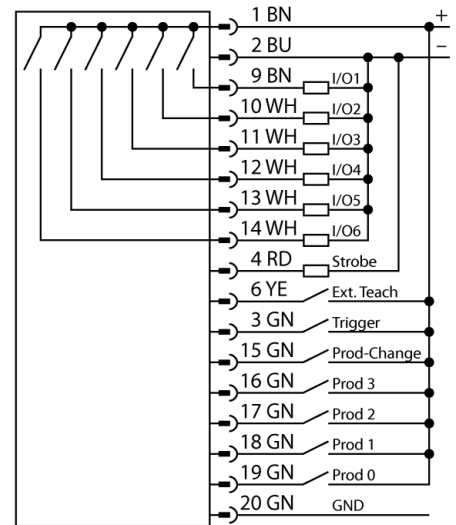 1 BN +
2 BU −
9 BN I/O1
10 WH I/O2
11 WH I/O3
12 WH I/O4
13 WH I/O5
14 WH I/O6
4 RD Strobe
6 YE Ext. Teach
3 GN Trigger
15 GN Prod-Change
16 GN Prod 3
17 GN Prod 2
18 GN Prod 1
19 GN Prod 0
20 GN GND